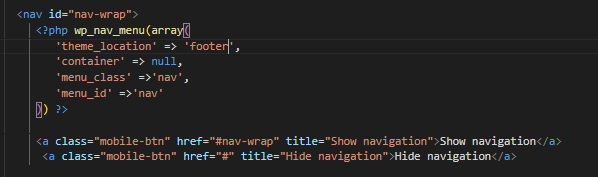 <nav id="nav-wrap">
<?php wp_nav_menu(array(
'theme_location' => 'footer',
'container' => null,
'menu_class' =>'nav',
'menu_id' =>'nav'
)) ?>
<a class="mobile-btn" href="#nav-wrap" title="Show navigation">Show navigation</a>
<a class="mobile-btn" href="#" title="Hide navigation">Hide navigation</a>